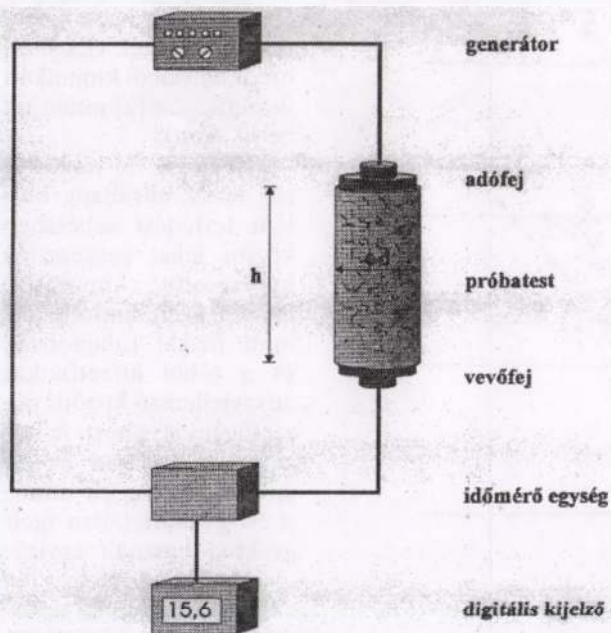 generátor
adófej
h
d
próbatest
vevőfej
időmérő egység
15,6
digitális kijelző